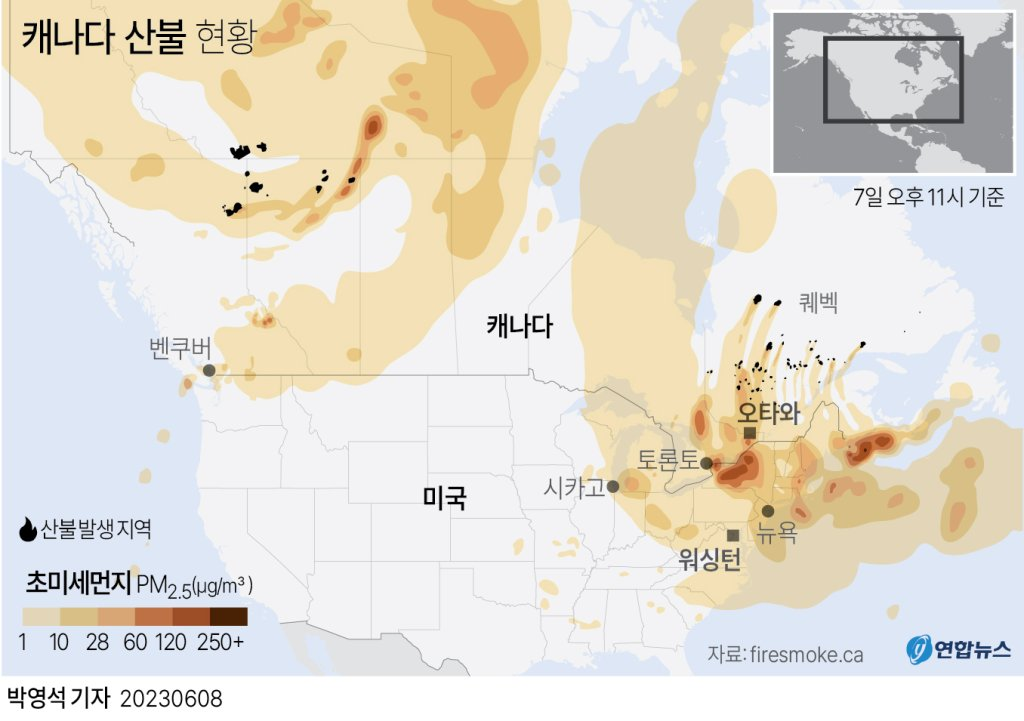 캐나다 산불 현황
7일 오후 11시 기준
퀘벡
캐나다
벤쿠버
오타와
토론토
시카고
미국
뉴욕
워싱턴
산불 발생 지역
초미세먼지 PM2.5(μg/m³)
1 10 28 60 120 250+
자료: firesmoke.ca
연합뉴스
박영석 기자 20230608